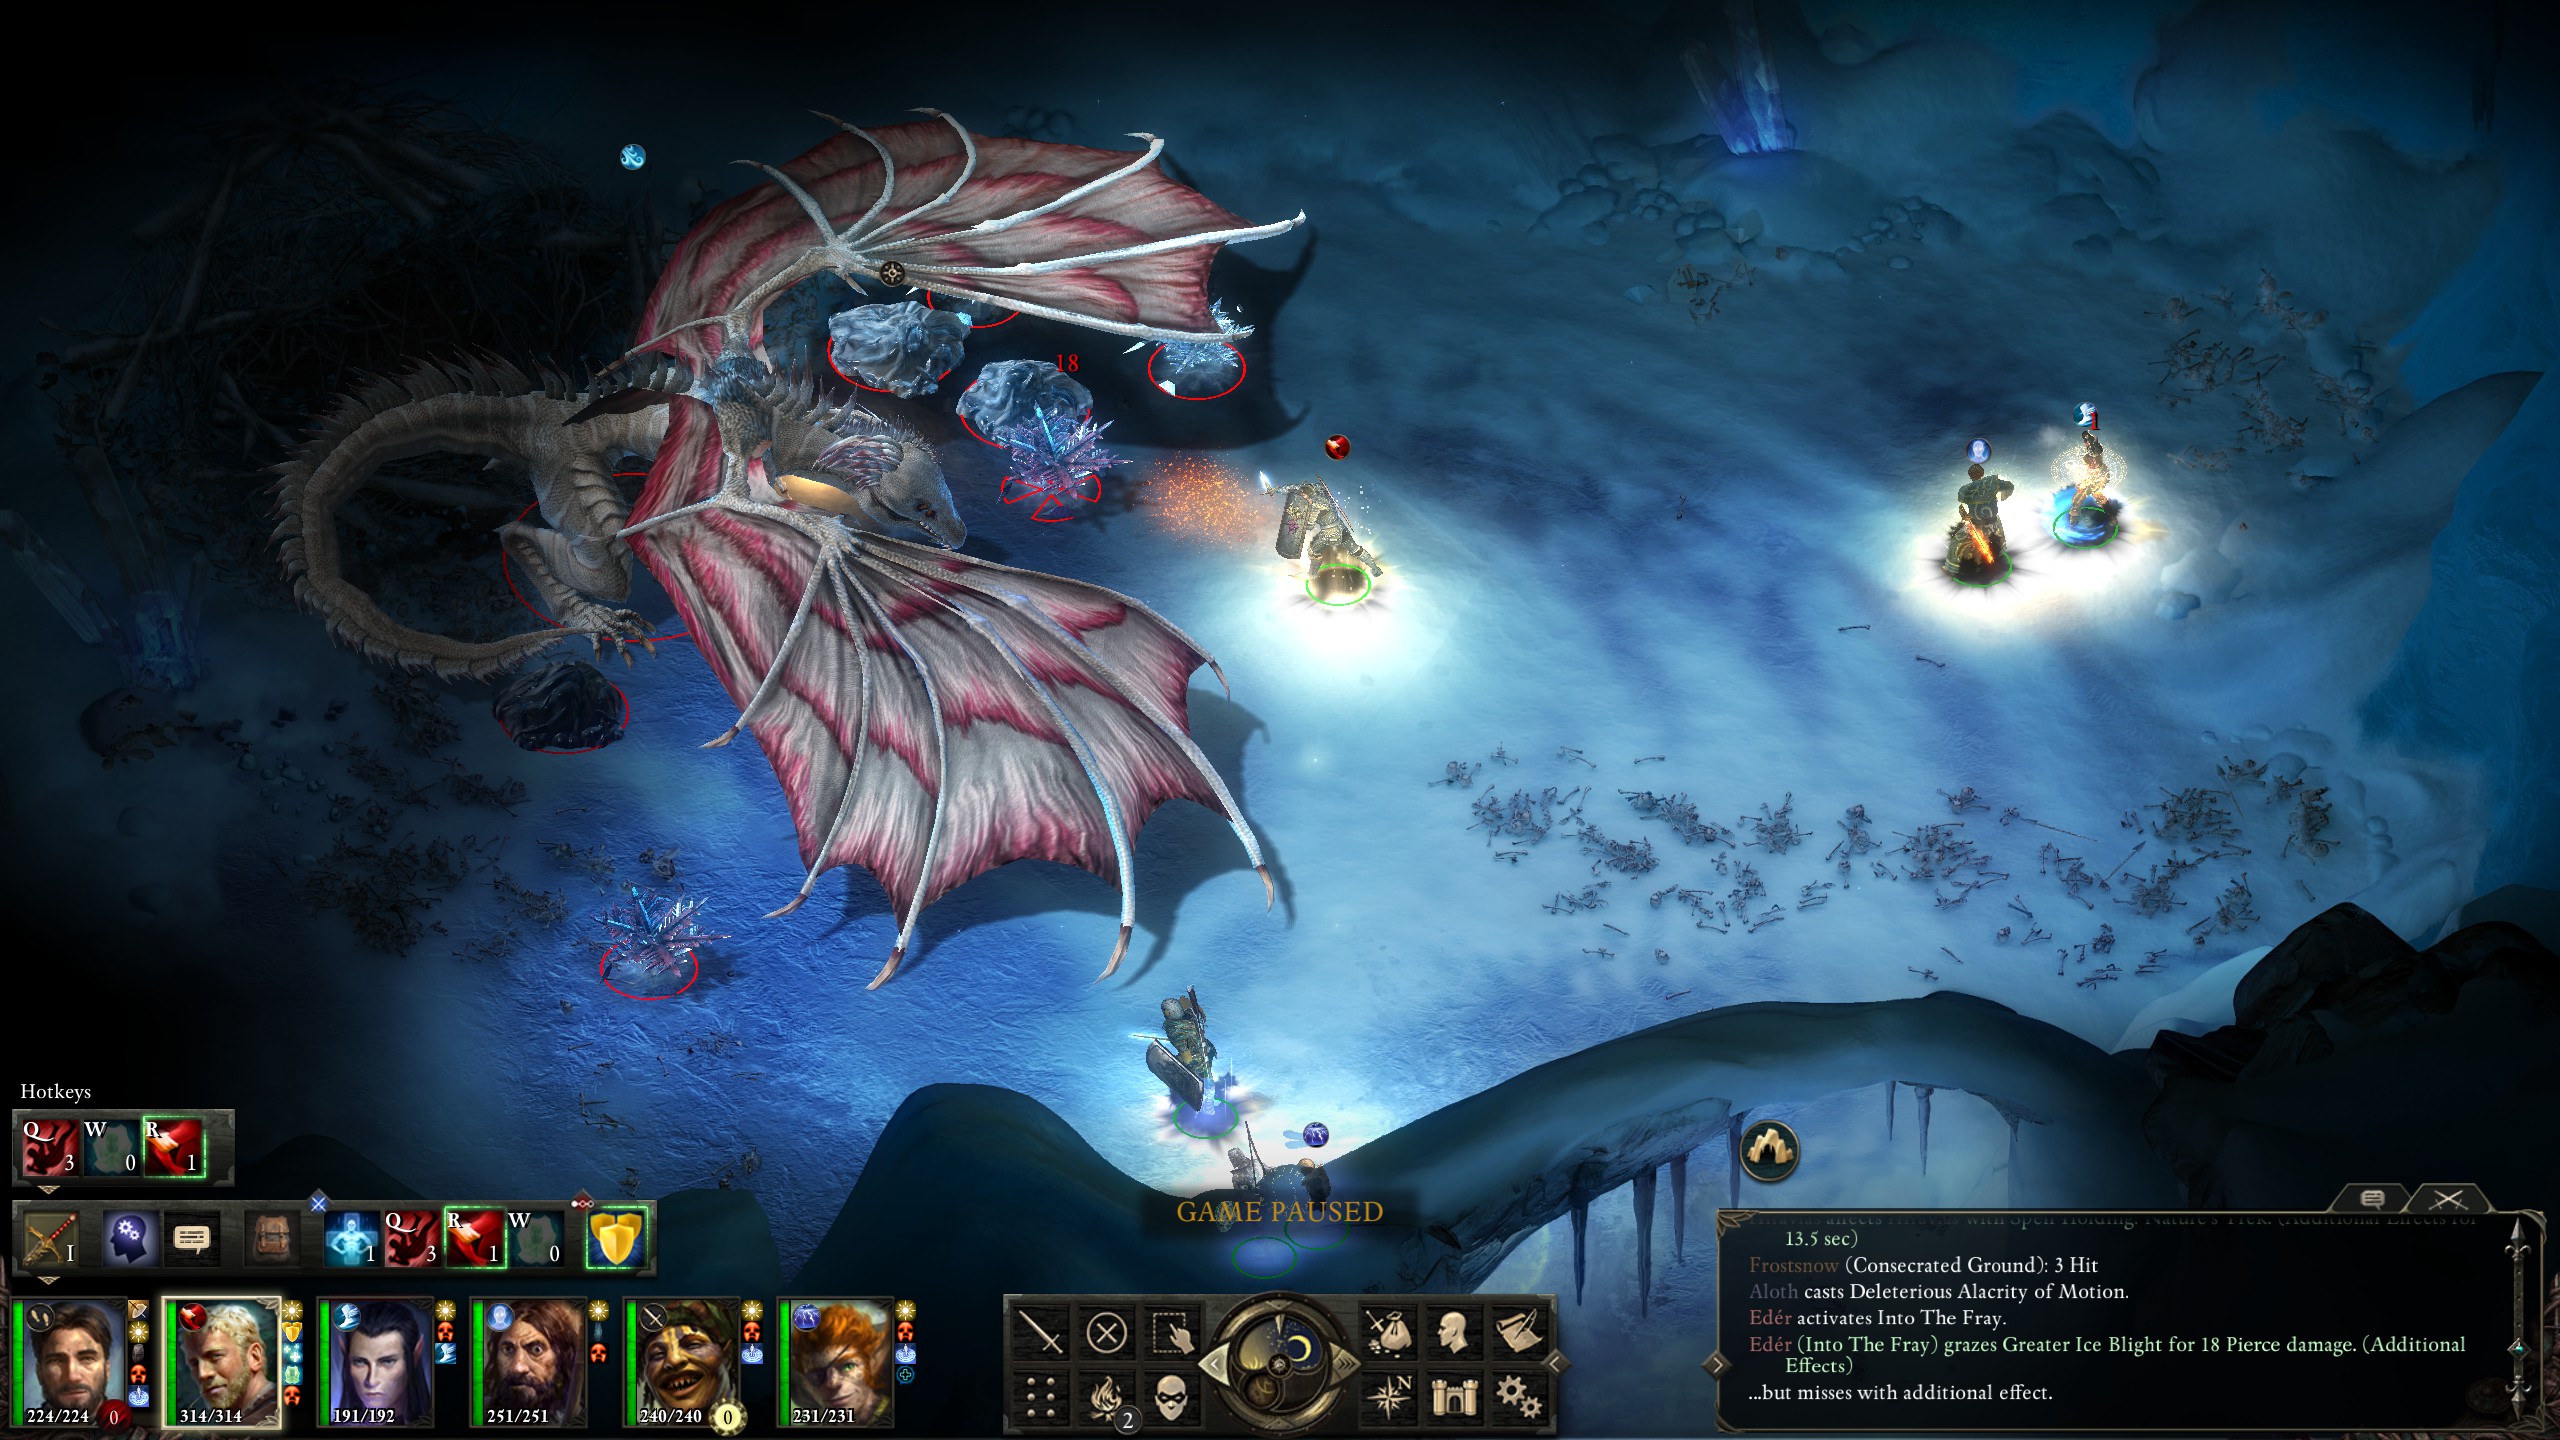 18
1
Hotkeys
Q
3
W
0
R
1
I
1
Q
3
R
1
W
0
GAME PAUSED
224/224
0
314/314
191/192
251/251
240/240
0
231/231
2
N
13.5 sec)
Frostsnow (Consecrated Ground): 3 Hit
Aloth casts Deleterious Alacrity of Motion.
Edér activates Into The Fray.
Edér (Into The Fray) grazes Greater Ice Blight for 18 Pierce damage. (Additional
Effects)
...but misses with additional effect.